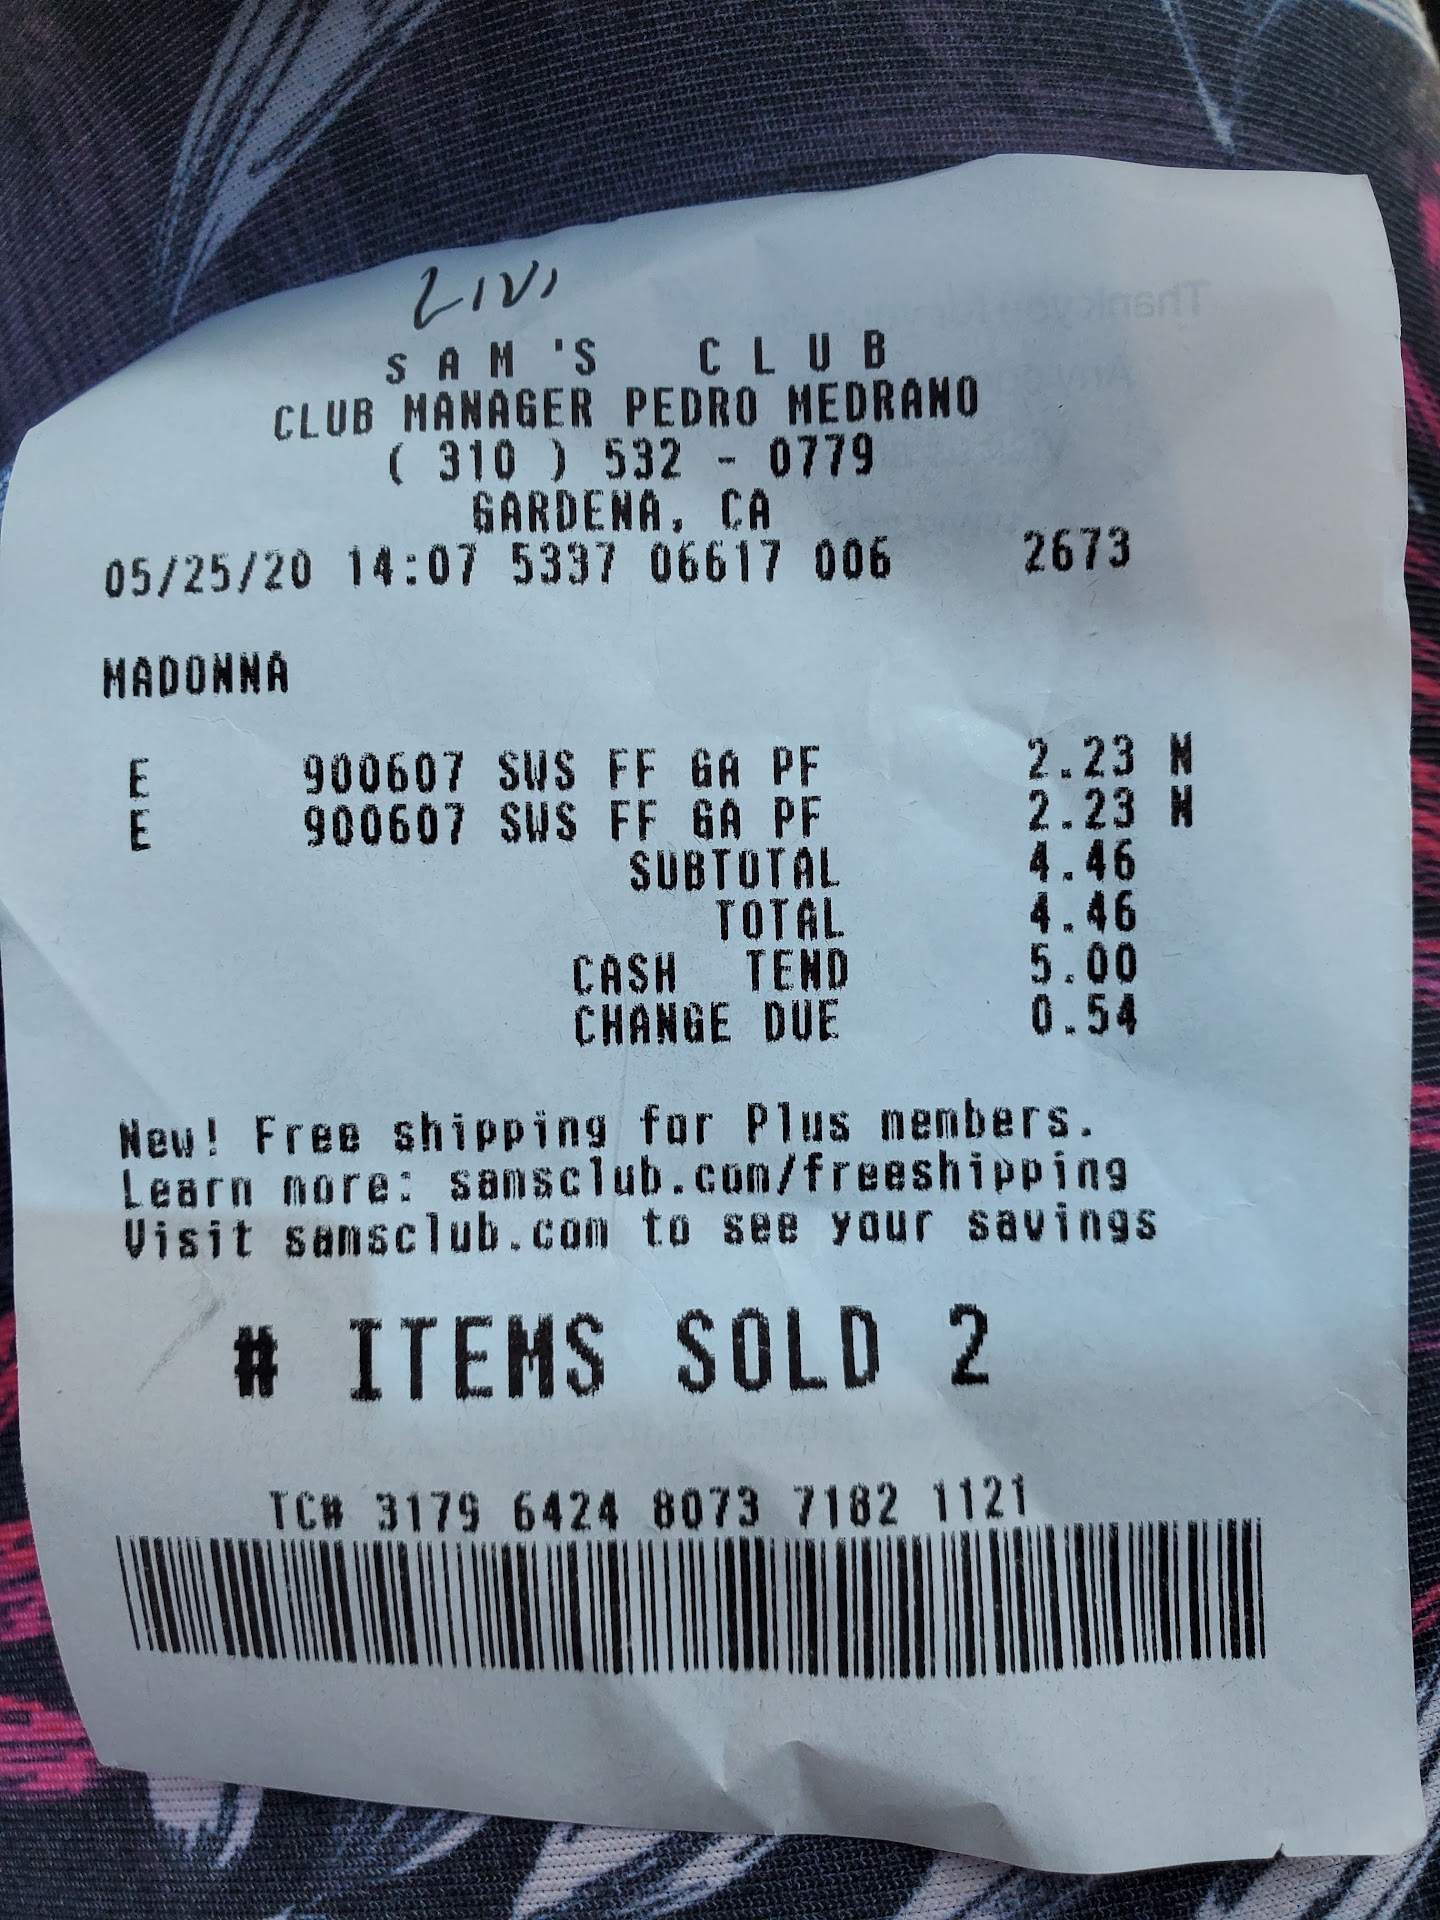 SAM'S CLUB
CLUB MANAGER PEDRO MEDRANO
( 310 ) 532 - 0779
GARDENA, CA
05/25/20 14:07 5337 06617 006 2673
MADONNA
E 900607 SWS FF GA PF 2.23 N
E 900607 SWS FF GA PF 2.23 N
SUBTOTAL 4.46
TOTAL 4.46
CASH TEND 5.00
CHANGE DUE 0.54
New! Free shipping for Plus members.
Learn more: samsclub.com/freeshipping
Visit samsclub.com to see your savings
# ITEMS SOLD 2
TC# 3179 6424 8073 7182 1121